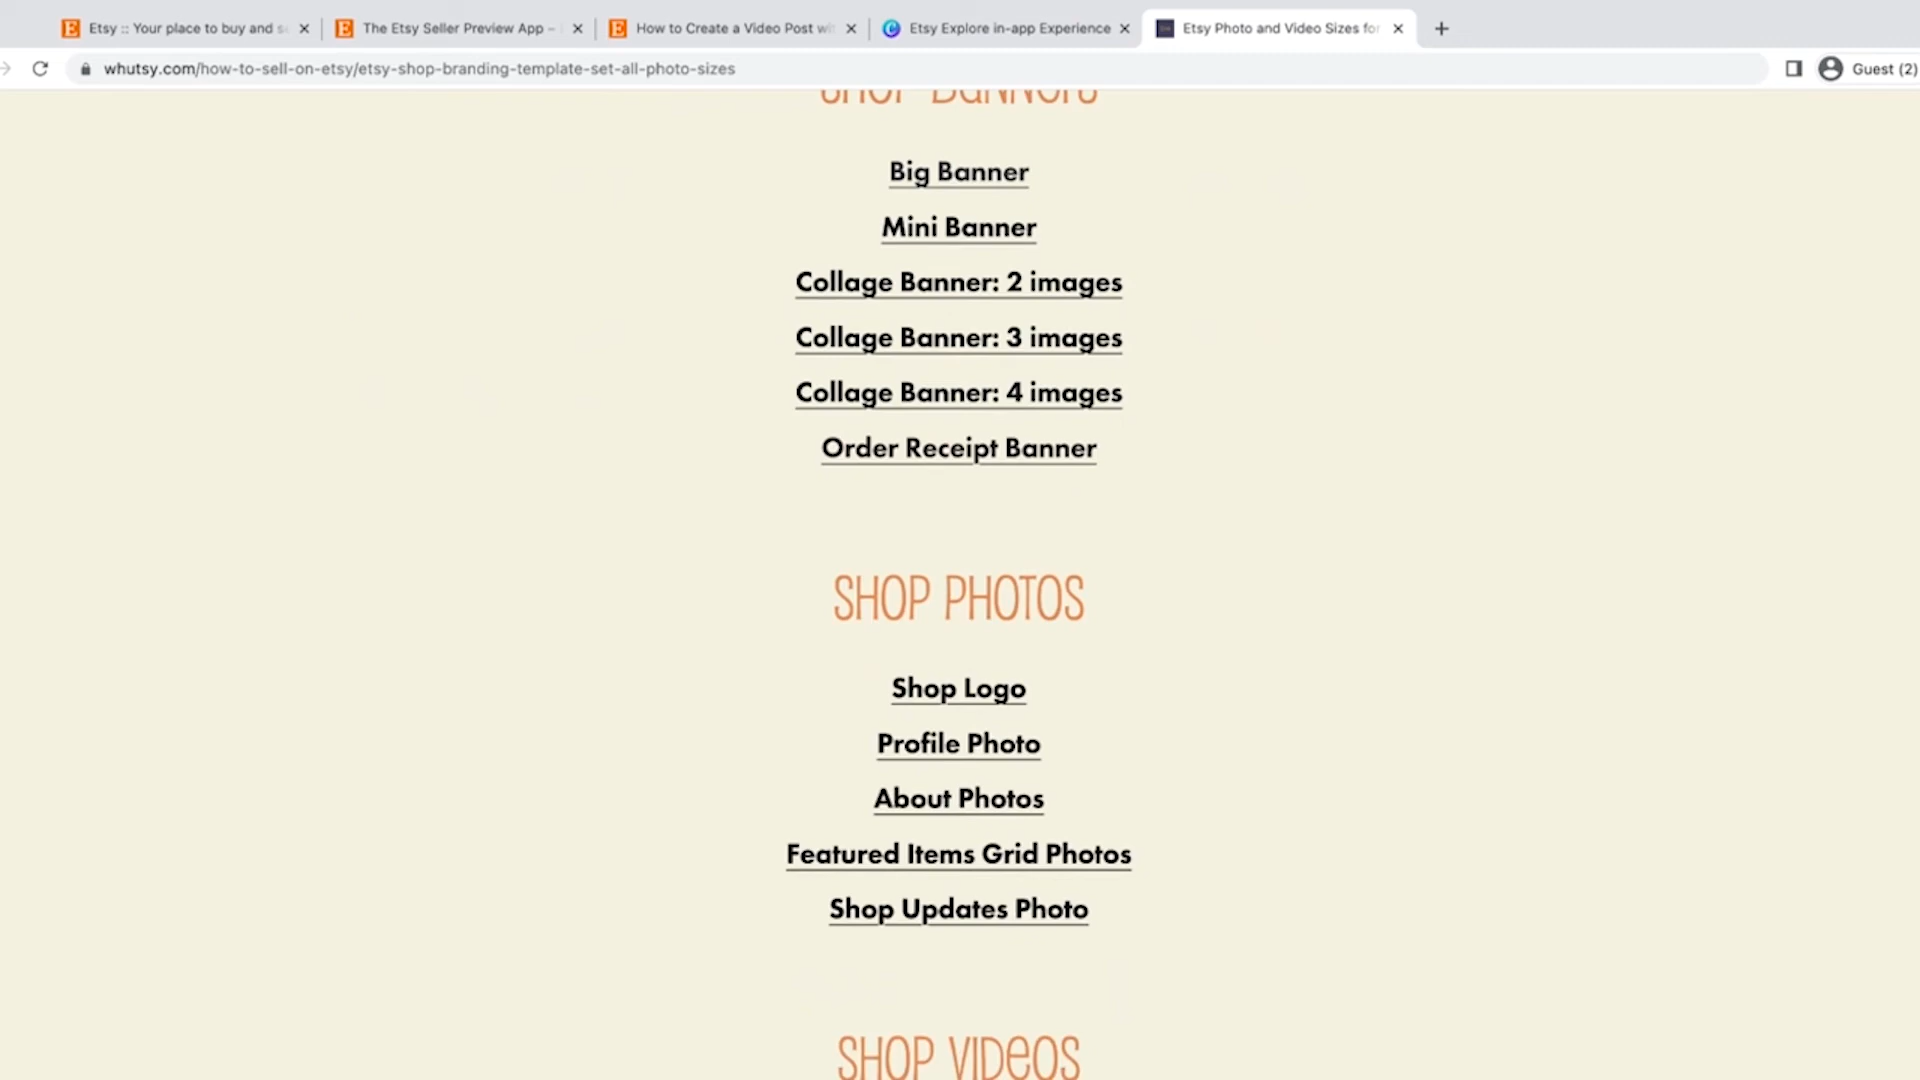 Etsy :: Your place to buy and s
The Etsy Seller Preview App –
How to Create a Video Post wit
Etsy Explore in-app Experience
Etsy Photo and Video Sizes for
whutsy.com/how-to-sell-on-etsy/etsy-shop-branding-template-set-all-photo-sizes
Guest (2)
SHOP BaNNeRS
Big Banner
Mini Banner
Collage Banner: 2 images
Collage Banner: 3 images
Collage Banner: 4 images
Order Receipt Banner
SHOP PHOTOS
Shop Logo
Profile Photo
About Photos
Featured Items Grid Photos
Shop Updates Photo
SHOP VIDeOS